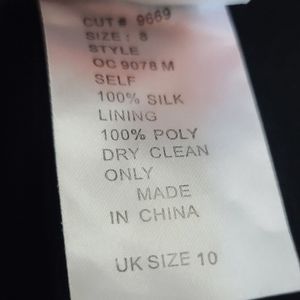 CUT # 9669
SIZE : 8
STYLE
OC 9078 M
SELF
100% SILK
LINING
100% POLY
DRY CLEAN
ONLY
MADE
IN CHINA
UK SIZE 10